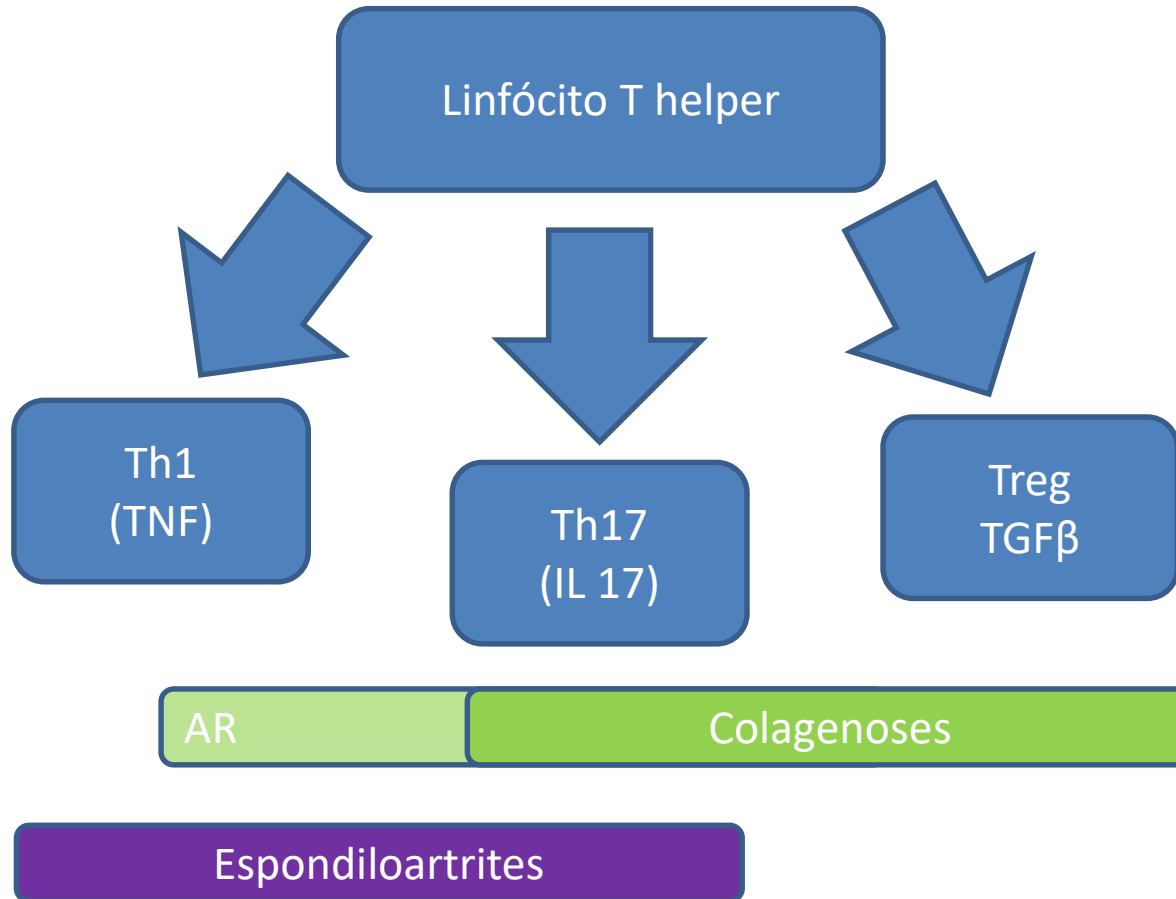 Linfócito T helper
Th1
(TNF)
Th17
(IL 17)
Treg
TGFβ
AR
Colagenoses
Espondiloartrites